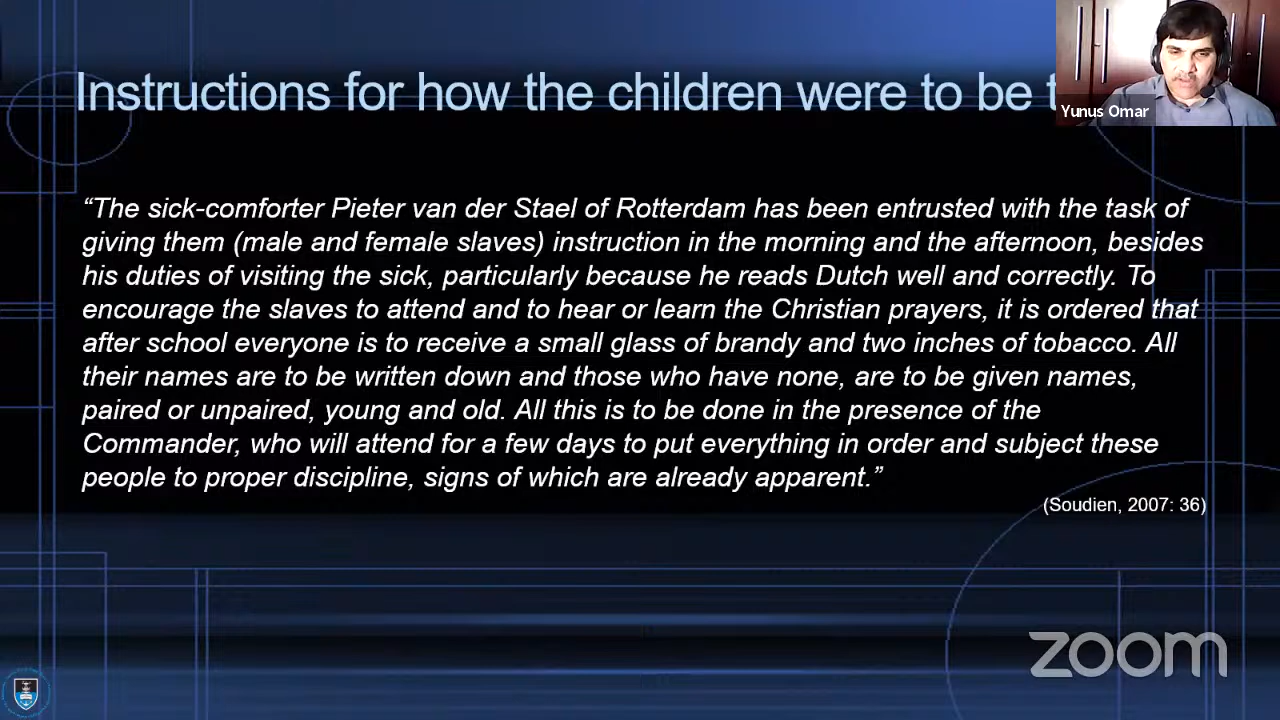 Instructions for how the children were to be t
Yunus Omar
“The sick-comforter Pieter van der Stael of Rotterdam has been entrusted with the task of
giving them (male and female slaves) instruction in the morning and the afternoon, besides
his duties of visiting the sick, particularly because he reads Dutch well and correctly. To
encourage the slaves to attend and to hear or learn the Christian prayers, it is ordered that
after school everyone is to receive a small glass of brandy and two inches of tobacco. All
their names are to be written down and those who have none, are to be given names,
paired or unpaired, young and old. All this is to be done in the presence of the
Commander, who will attend for a few days to put everything in order and subject these
people to proper discipline, signs of which are already apparent.”
(Soudien, 2007: 36)
zoom